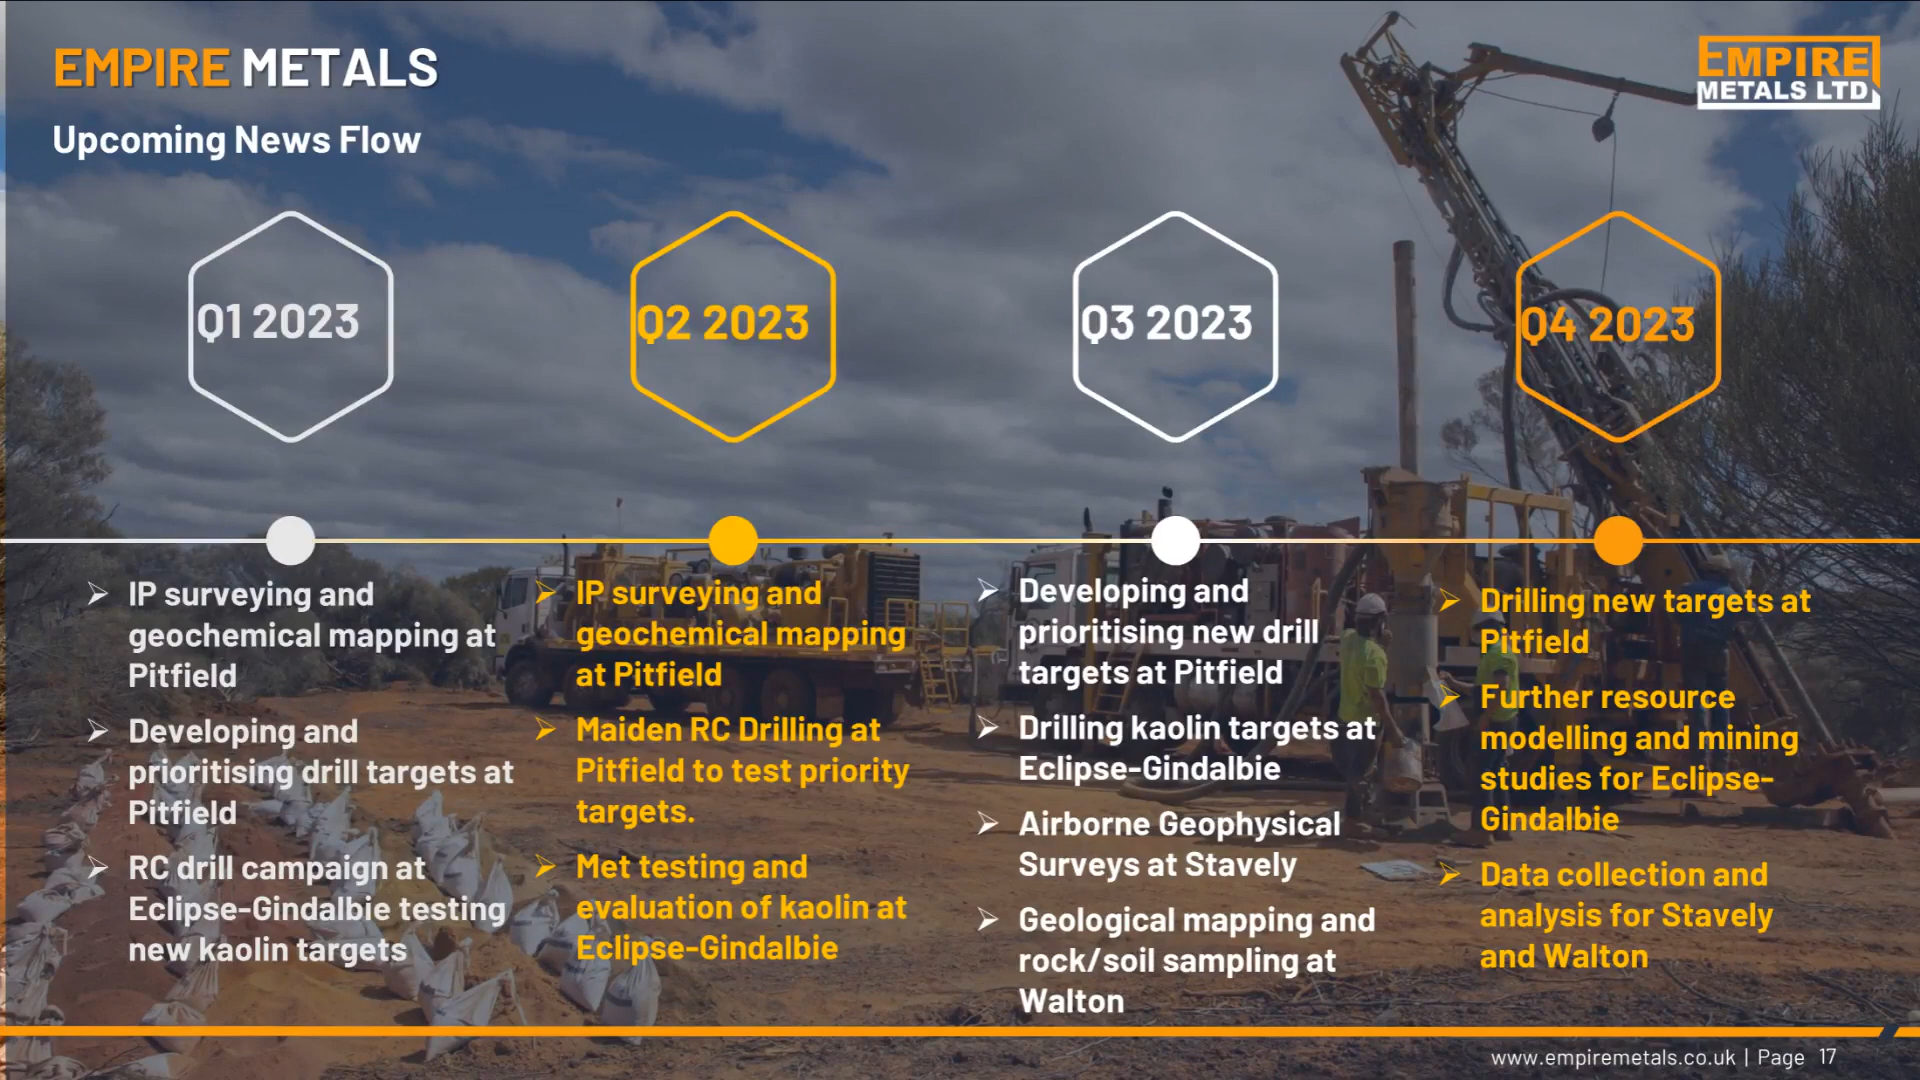 EMPIRE METALS
EMPIRE
METALS LTD
Upcoming News Flow
Q1 2023
Q2 2023
Q3 2023
Q4 2023
➢ IP surveying and
geochemical mapping at
Pitfield
➢ Developing and
prioritising drill targets at
Pitfield
➢ RC drill campaign at
Eclipse-Gindalbie testing
new kaolin targets
➢ IP surveying and
geochemical mapping
at Pitfield
➢ Maiden RC Drilling at
Pitfield to test priority
targets.
➢ Met testing and
evaluation of kaolin at
Eclipse-Gindalbie
➢ Developing and
prioritising new drill
targets at Pitfield
➢ Drilling kaolin targets at
Eclipse-Gindalbie
➢ Airborne Geophysical
Surveys at Stavely
➢ Geological mapping and
rock/soil sampling at
Walton
➢ Drilling new targets at
Pitfield
➢ Further resource
modelling and mining
studies for Eclipse-
Gindalbie
➢ Data collection and
analysis for Stavely
and Walton
www.empiremetals.co.uk | Page 17